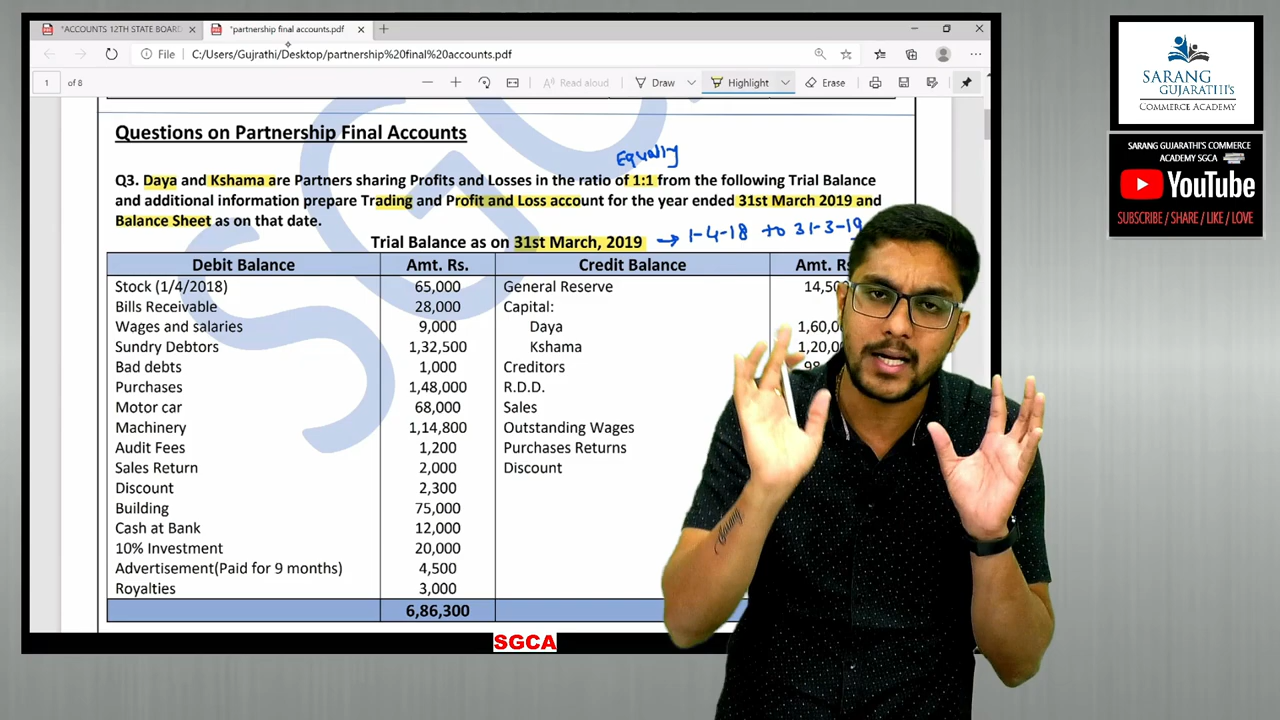 *ACCOUNTS 12TH STATE BOARD
*partnership final accounts.pdf
File
C:/Users/Gujrathi/Desktop/partnership%20final%20accounts.pdf
1 of 8
Read aloud
Draw
Highlight
Erase
SARANG
GUJARATHI'S
COMMERCE ACADEMY
SARANG GUJARATHI'S COMMERCE
ACADEMY SGCA
YouTube
SUBSCRIBE / SHARE / LIKE / LOVE
Questions on Partnership Final Accounts
Equally
Q3. Daya and Kshama are Partners sharing Profits and Losses in the ratio of 1:1 from the following Trial Balance
and additional information prepare Trading and Profit and Loss account for the year ended 31st March 2019 and
Balance Sheet as on that date.
Trial Balance as on 31st March, 2019 → 1-4-18 to 31-3-19
Debit Balance Amt. Rs. Credit Balance Amt.
Stock (1/4/2018) 65,000 General Reserve
Bills Receivable 28,000 Capital:
Wages and salaries 9,000 Daya
Sundry Debtors 1,32,500 Kshama
Bad debts 1,000 Creditors
Purchases 1,48,000 R.D.D.
Motor car 68,000 Sales
Machinery 1,14,800 Outstanding Wages
Audit Fees 1,200 Purchases Returns
Sales Return 2,000 Discount
Discount 2,300
Building 75,000
Cash at Bank 12,000
10% Investment 20,000
Advertisement(Paid for 9 months) 4,500
Royalties 3,000
6,86,300
SGCA